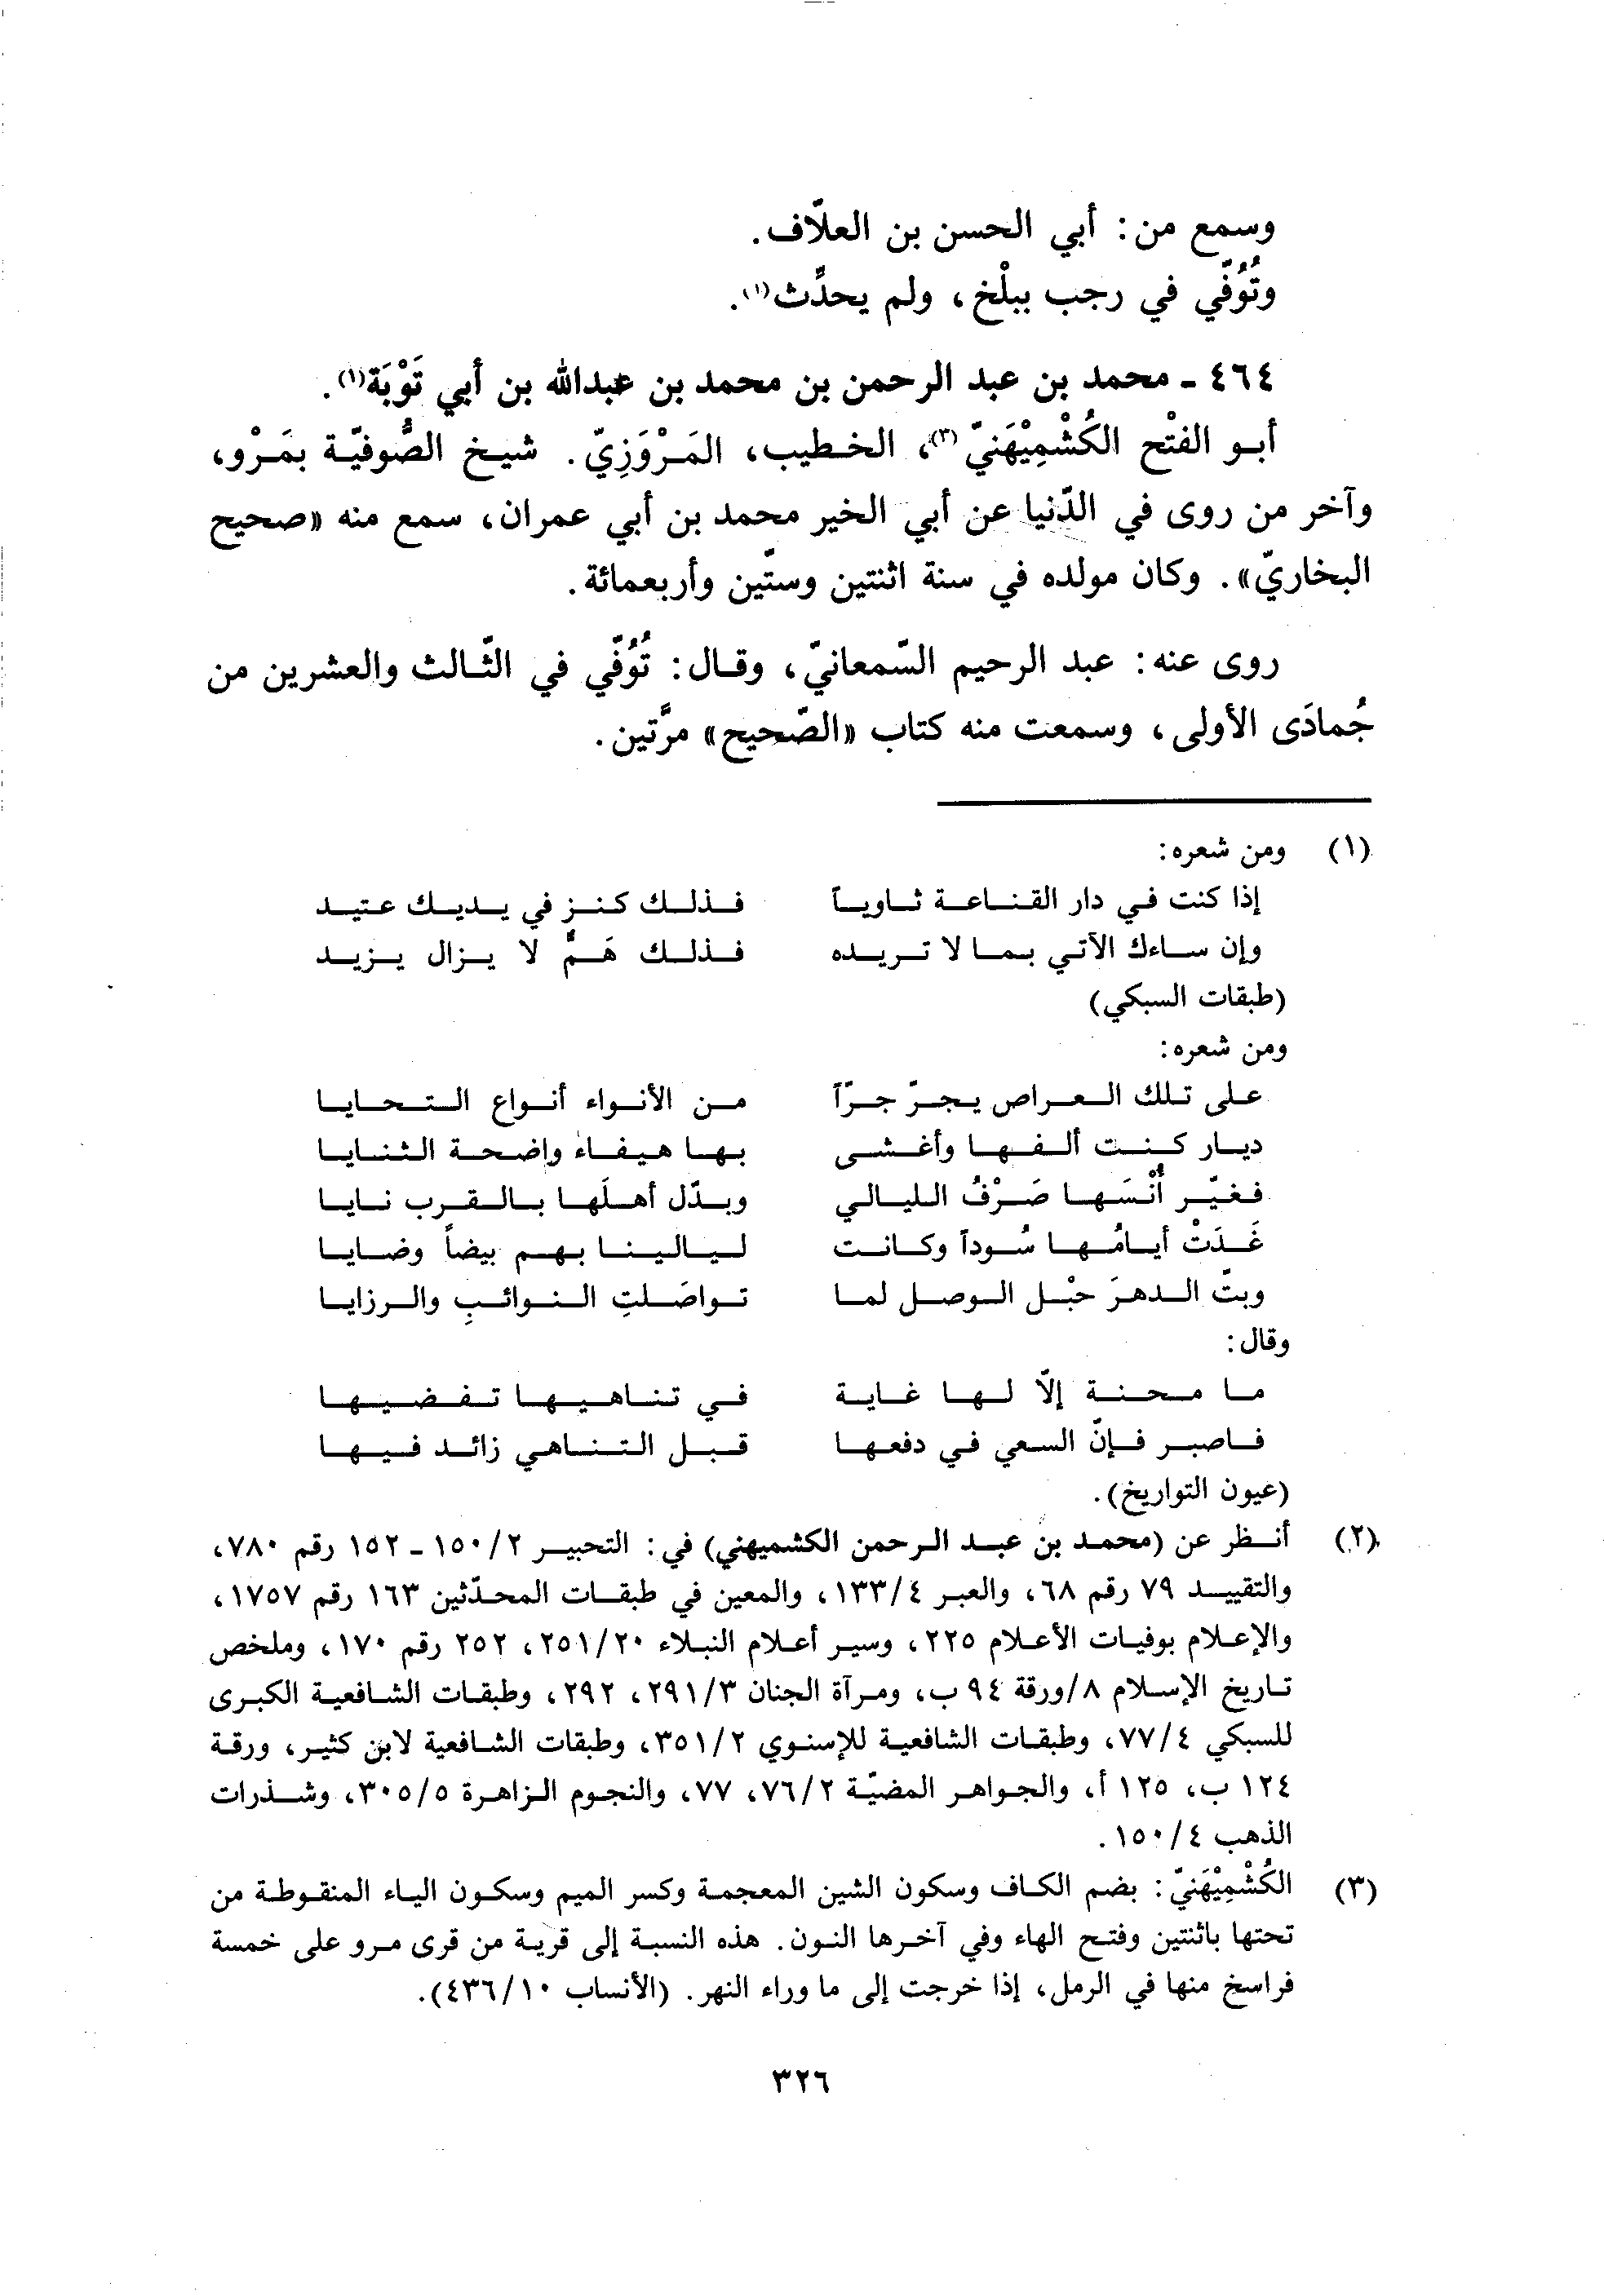 وسمع من: أبي الحسن بن العلّاف.
وتُوُفّي في رجب ببلْخ، ولم يحدِّث(١).
٤٦٤ - محمد بن عبد الرحمن بن محمد بن عبدالله بن أبي تَوْبَة(١).
أبو الفتْح الكُشْمِيْهَنيّ(٣)، الخطيب، المَرْوَزِيّ. شيخ الصُّوفيّة بمَرْو،
وآخر من روى في الدّنيا عن أبي الخير محمد بن أبي عمران، سمع منه «صحيح
البخاريّ». وكان مولده في سنة اثنتين وستّين وأربعمائة.
روى عنه: عبد الرحيم السّمعانيّ، وقال: تُوُفّي في الثّالث والعشرين من
جُمادَى الأولى، وسمعت منه كتاب «الصّحيح» مرَّتين.
(١) ومن شعره:
إذا كنت في دار القناعة ثاوياً فذلك كنز في يديك عتيد
وإن ساءك الآتي بما لا تريده فذلك هَمٌّ لا يزال يزيد
(طبقات السبكي)
ومن شعره:
على تلك العراص يجرّ جرّاً من الأنواء أنواع التحايا
ديار كنت ألفها وأغشى بها هيفاء واضحة الثنايا
فغيّر أُنْسَها صَرْفُ الليالي وبدّل أهلَها بالقرب نايا
غَدَتْ أيامُها سُوداً وكانت ليالينا بهم بيضاً وضايا
وبتّ الدهرَ حبْل الوصل لما تواصَلتِ النوائبِ والرزايا
وقال:
ما محنة إلّا لها غاية في تناهيها تفضيها
فاصبر فإنّ السعي في دفعها قبل التناهي زائد فيها
(عيون التواريخ).
(٢) أنظر عن (محمد بن عبد الرحمن الكشميهني) في: التحبير ٢/ ١٥٠ - ١٥٢ رقم ٧٨٠،
والتقييد ٧٩ رقم ٦٨، والعبر ٤/ ١٣٣، والمعين في طبقات المحدّثين ١٦٣ رقم ١٧٥٧،
والإعلام بوفيات الأعلام ٢٢٥، وسير أعلام النبلاء ٢٠/ ٢٥١، ٢٥٢ رقم ١٧٠، وملخص
تاريخ الإسلام ٨/ورقة ٩٤ ب، ومرآة الجنان ٣/ ٢٩١، ٢٩٢، وطبقات الشافعية الكبرى
للسبكي ٤/ ٧٧، وطبقات الشافعية للإسنوي ٢/ ٣٥١، وطبقات الشافعية لابن كثير، ورقة
١٢٤ ب، ١٢٥ أ، والجواهر المضيّة ٢/ ٧٦، ٧٧، والنجوم الزاهرة ٥/ ٣٠٥، وشذرات
الذهب ٤/ ١٥٠.
(٣) الكُشْمِيْهَنيّ: بضم الكاف وسكون الشين المعجمة وكسر الميم وسكون الياء المنقوطة من
تحتها باثنتين وفتح الهاء وفي آخرها النون. هذه النسبة إلى قرية من قرى مرو على خمسة
فراسخ منها في الرمل، إذا خرجت إلى ما وراء النهر. (الأنساب ١٠/ ٤٣٦).
٣٢٦